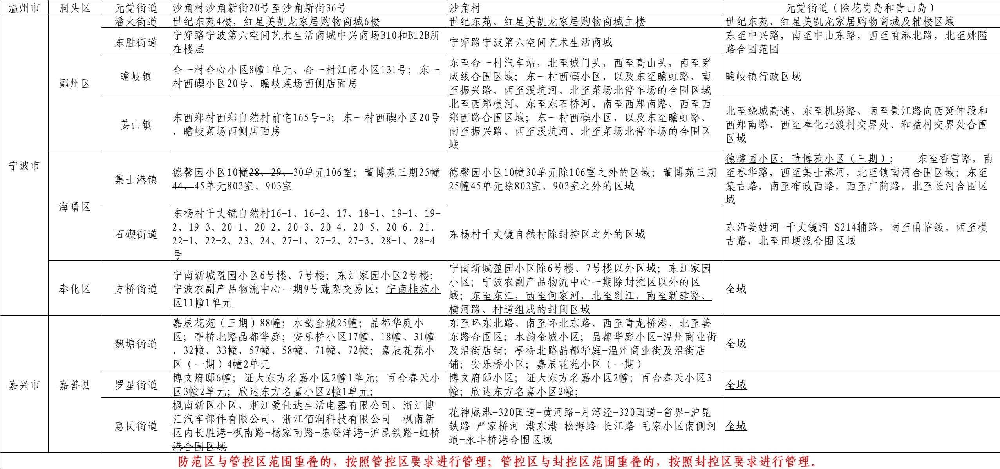 温州市 洞头区 元觉街道 沙角村沙角新街20号至沙角新街36号 沙角村 元觉街道（除花岗岛和青山岛）
宁波市
鄞州区
潘火街道 世纪东苑4楼，红星美凯龙家居购物商城6楼 世纪东苑、红星美凯龙家居购物商城主楼 世纪东苑、红星美凯龙家居购物商城及辅楼区域
东胜街道
宁穿路宁波第六空间艺术生活商城中兴商场B10和B12B所
在楼层
宁穿路宁波第六空间艺术生活商城
东至中兴路，南至中山东路，西至甬港北路，北至姚隘
路合围范围
瞻岐镇
合一村合心小区8幢1单元、合一村江南小区131号；东一
村西碶小区20号、瞻岐菜场西侧店面房
东至合一村汽车站，北至城门头，西至高山头，南至穿
咸线合围区域；东一村西碶小区，以及东至瞻虹路、南
至振兴路、西至溪坑河、北至菜场北停车场的合围区域
瞻岐镇行政区域
姜山镇
东西郑村西郑自然村前宅165号-3；东一村西碶小区20号
、瞻岐菜场西侧店面房
北至西郑横河、东至东石桥河、南至西郑南路、西至西
郑西路合围区域；东一村西碶小区，以及东至瞻虹路、
南至振兴路、西至溪坑河、北至菜场北停车场的合围区
域
北至绕城高速、东至机场路、南至景江路向西延伸段和
西郑南路、西至奉化北渡村交界处、和益村交界处合围
区域
海曙区
集士港镇
德馨园小区10幢28、29、30单元106室；董博苑三期25幢
44、45单元803室、903室
德馨园小区10幢30单元除106室之外的区域；董博苑三期
25幢45单元除803室、903室之外的区域
德馨园小区；董博苑小区（三期）； 东至香雪路，南
至春华路，西至集士港河，北至镇南河合围区域；东至
集古路，南至布政西路，西至广蔺路，北至长河合围区
域
石碶街道
东杨村千丈镜自然村16-1、16-2、17、18-1、19-1、19-
2、19-3、20-1、20-2、20-3、20-4、20-5、20-6、21、
22-1、22-2、23、24、27-1、27-2、27-3、28-1、28-4
号
东杨村千丈镜自然村除封控区之外的区域
东沿姜姓河-千丈镜河-S214辅路，南至甬临线，西至横
古路，北至田埂线合围区域
奉化区
方桥街道
宁南新城盈园小区6号楼、7号楼；东江家园小区2号楼；
宁波农副产品物流中心一期9号蔬菜交易区；宁南桂苑小
区11幢1单元
宁南新城盈园小区除6号楼、7号楼以外区域；东江家园
小区；宁波农副产品物流中心一期除封控区以外的区
域；东至东江，西至何家河，北至剡江，南至新建路、
横河路、村道组成的封闭区域
全域
嘉兴市
嘉善县
魏塘街道
嘉辰花苑（三期）88幢；水韵金城25幢；晶都华庭小
区；亭桥北路晶都华庭；安乐桥小区17幢、18幢、31幢
、32幢、33幢、57幢、58幢、71幢、72幢；嘉辰花苑小
区（一期）4幢2单元
东至环东北路、南至环北东路、西至青龙桥港、北至善
东路合围区；水韵金城小区；晶都华庭小区-温州商业街
及沿街店铺；亭桥北路晶都华庭-温州商业街及沿街店
铺；安乐桥小区；嘉辰花苑小区（一期）
全域
罗星街道
博文府邸6幢；证大东方名嘉小区2幢1单元；百合春天小
区3幢2单元；欣达东方名嘉小区2幢1单元；
博文府邸小区；证大东方名嘉小区2幢；百合春天小区3
幢；欣达东方名嘉小区2幢；
全域
惠民街道
枫南新区小区、浙江爱仕达生活电器有限公司、浙江博
汇汽车部件有限公司、浙江佰润科技有限公司 枫南新
区内长胜港-枫南路-杨家南路-陈登洋港-沪昆铁路-虹桥
港合围区域
花神庵港-320国道-黄河路-月湾泾-320国道-省界-沪昆
铁路-严家桥河-港东港-松海路-长江路-毛家小区南侧河
道-永丰桥港合围区域
全域
防范区与管控区范围重叠的，按照管控区要求进行管理；管控区与封控区范围重叠的，按照封控区要求进行管理。